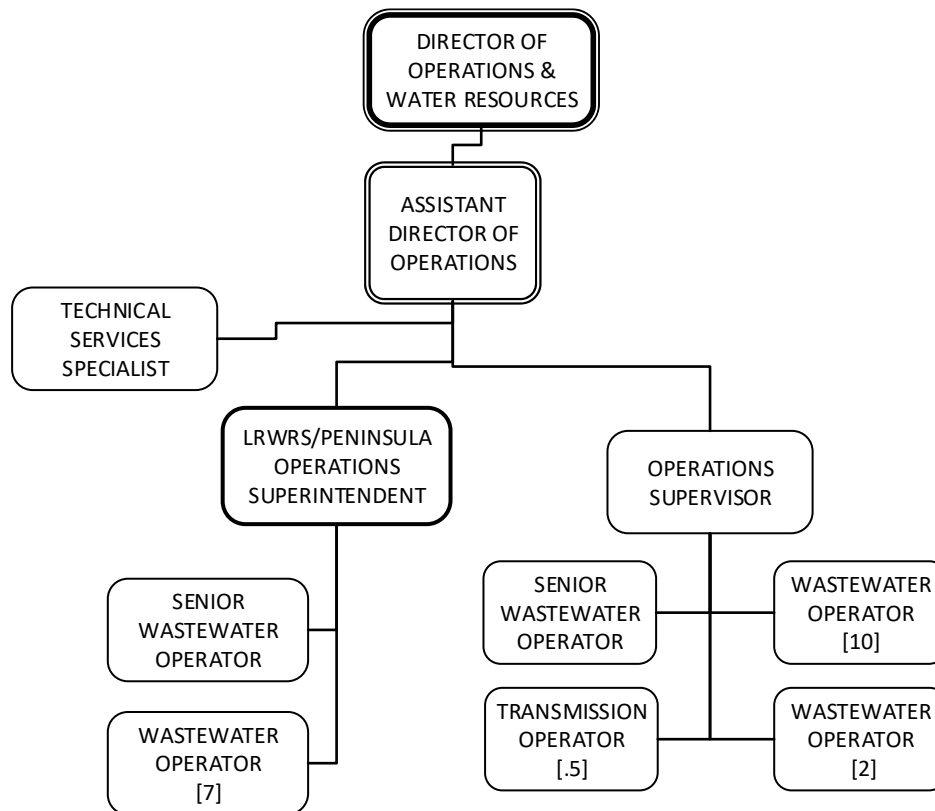 DIRECTOR OF
OPERATIONS &
WATER RESOURCES
ASSISTANT
DIRECTOR OF
OPERATIONS
TECHNICAL
SERVICES
SPECIALIST
LRWRS/PENINSULA
OPERATIONS
SUPERINTENDENT
OPERATIONS
SUPERVISOR
SENIOR
WASTEWATER
OPERATOR
WASTEWATER
OPERATOR
[7]
SENIOR
WASTEWATER
OPERATOR
WASTEWATER
OPERATOR
[10]
TRANSMISSION
OPERATOR
[.5]
WASTEWATER
OPERATOR
[2]